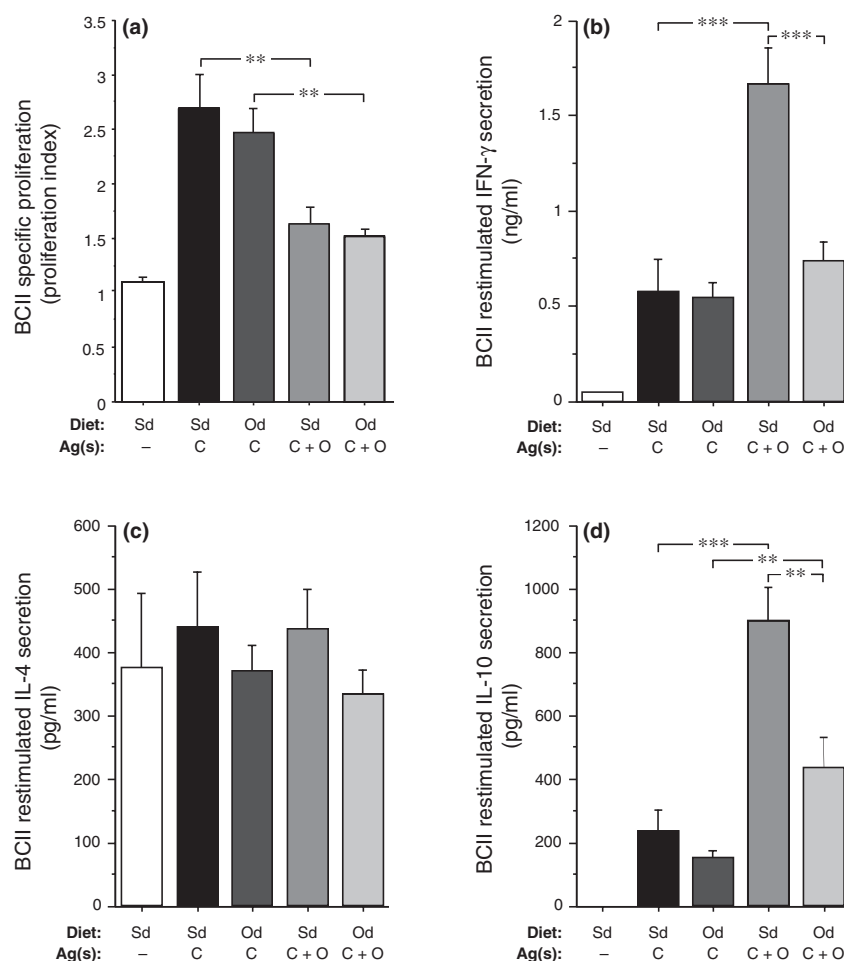 (a)
BCII specific proliferation
(proliferation index)
3.5
3
2.5
2
1.5
1
0.5
0
**
**
Diet: Sd Sd Od Sd Od
Ag(s): – C C C + O C + O
(b)
BCII restimulated IFN-γ secretion
(ng/ml)
2
1.5
1
0.5
0
***
***
Diet: Sd Sd Od Sd Od
Ag(s): – C C C + O C + O
(c)
BCII restimulated IL-4 secretion
(pg/ml)
600
500
400
300
200
100
0
Diet: Sd Sd Od Sd Od
Ag(s): – C C C + O C + O
(d)
BCII restimulated IL-10 secretion
(pg/ml)
1200
1000
800
600
400
200
0
***
**
**
Diet: Sd Sd Od Sd Od
Ag(s): – C C C + O C + O